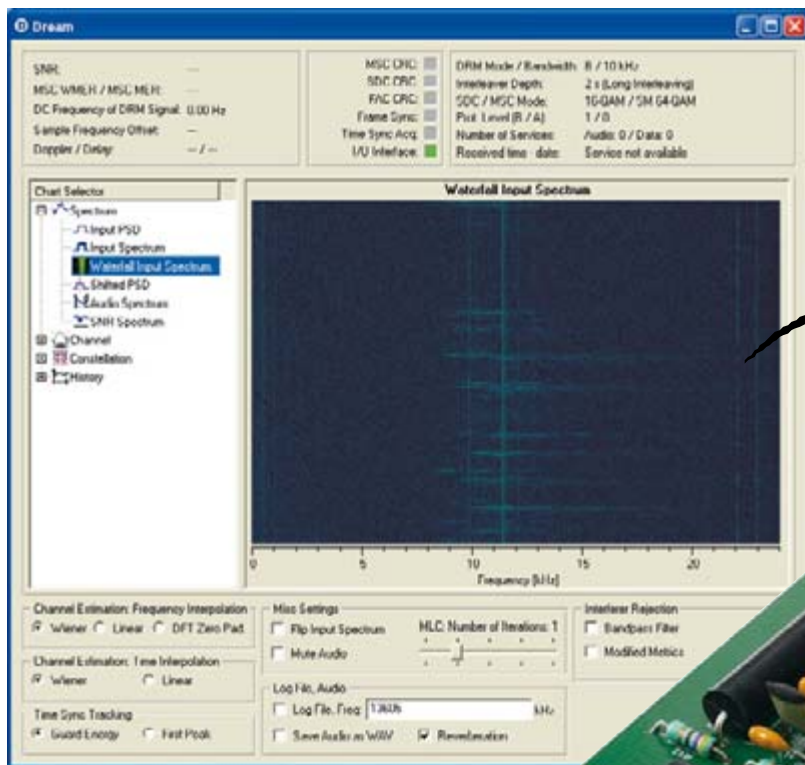 Dream
SNR: ---
MSC WMER / MSC MER: ---
DC Frequency of DRM Signal: 0.00 Hz
Sample Frequency Offset: ---
Doppler / Delay: --- / ---
MSC CRC:
SDC CRC:
FAC CRC:
Frame Sync:
Time Sync Acq:
I/O Interface:
DRM Mode / Bandwidth: B / 10 kHz
Interleaver Depth: 2 s (Long Interleaving)
SDC / MSC Mode: 16-QAM / SM 64-QAM
Prot. Level (B / A): 1 / 0
Number of Services: Audio: 0 / Data: 0
Received time - date: Service not available
Chart Selector
Spectrum
Input PSD
Input Spectrum
Waterfall Input Spectrum
Shifted PSD
Audio Spectrum
SNR Spectrum
Channel
Constellation
History
Waterfall Input Spectrum
0 5 10 15 20
Frequency [kHz]
Channel Estimation: Frequency Interpolation
Wiener Linear DFT Zero Pad.
Channel Estimation: Time Interpolation
Wiener Linear
Time Sync Tracking
Guard Energy First Peak
Misc Settings
Flip Input Spectrum
Mute Audio
MLC: Number of Iterations: 1
Log File, Audio
Log File, Freq: kHz
Save Audio as WAV Reverberation
Interferer Rejection
Bandpass Filter
Modified Metrics